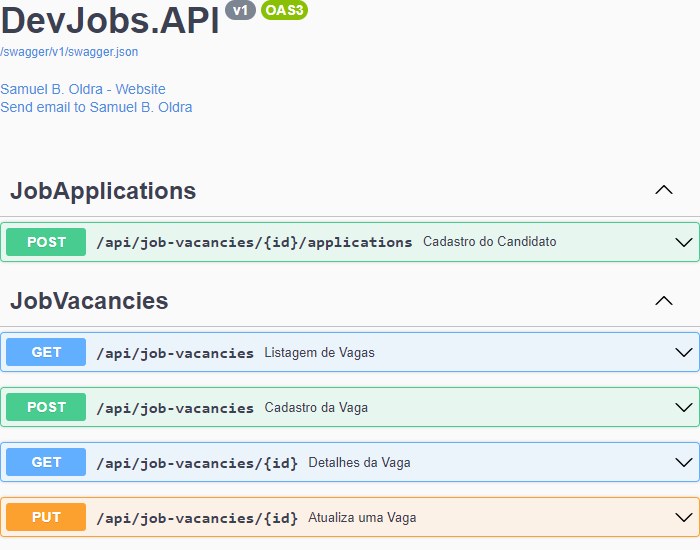 DevJobs.API v1 OAS3
/swagger/v1/swagger.json
Samuel B. Oldra - Website
Send email to Samuel B. Oldra
JobApplications
POST /api/job-vacancies/{id}/applications Cadastro do Candidato
JobVacancies
GET /api/job-vacancies Listagem de Vagas
POST /api/job-vacancies Cadastro da Vaga
GET /api/job-vacancies/{id} Detalhes da Vaga
PUT /api/job-vacancies/{id} Atualiza uma Vaga